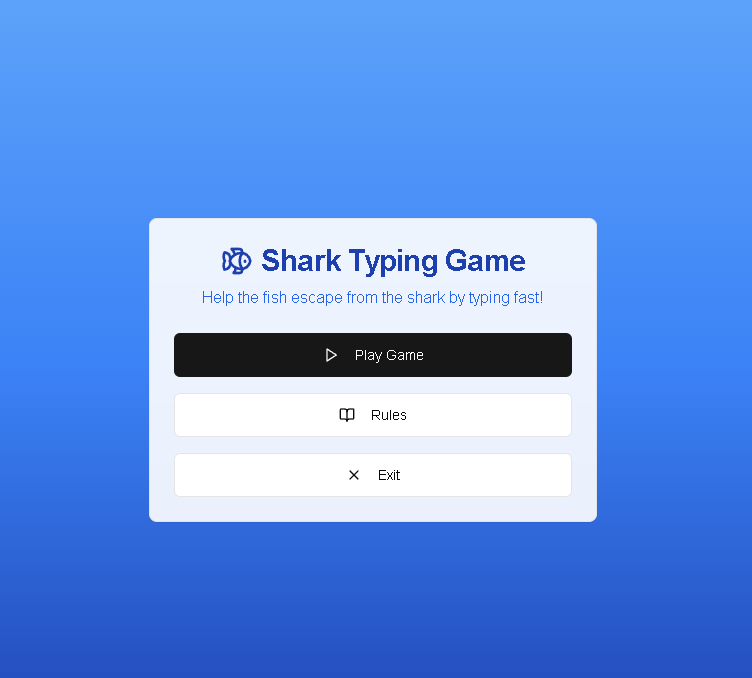 Shark Typing Game
Help the fish escape from the shark by typing fast!
Play Game
Rules
Exit